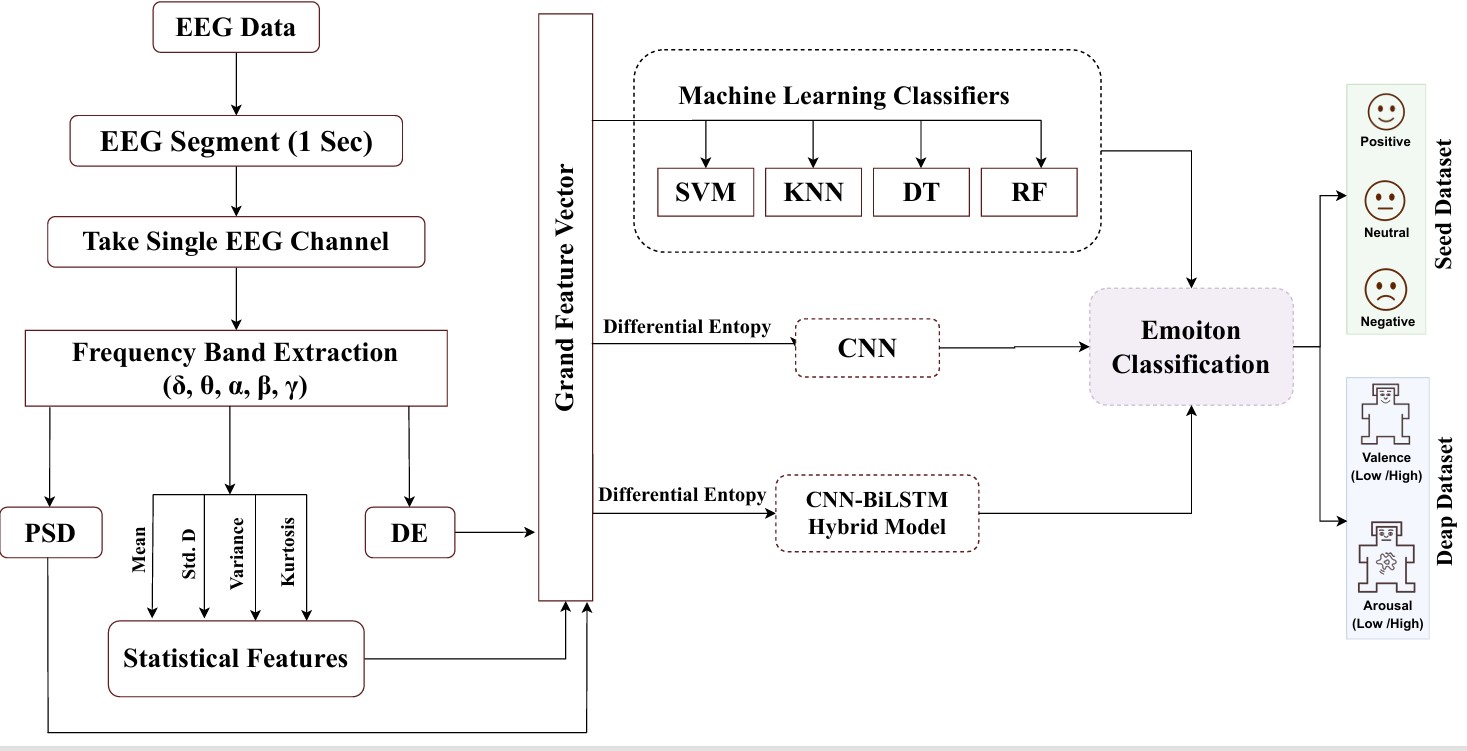 EEG Data
EEG Segment (1 Sec)
Take Single EEG Channel
Frequency Band Extraction
(δ, θ, α, β, γ)
PSD
Mean
Std. D
Variance
Kurtosis
DE
Statistical Features
Grand Feature Vector
Machine Learning Classifiers
SVM
KNN
DT
RF
Differential Entopy
CNN
Differential Entopy
CNN-BiLSTM
Hybrid Model
Emoiton
Classification
Positive
Neutral
Negative
Seed Dataset
Valence
(Low /High)
Arousal
(Low /High)
Deap Dataset